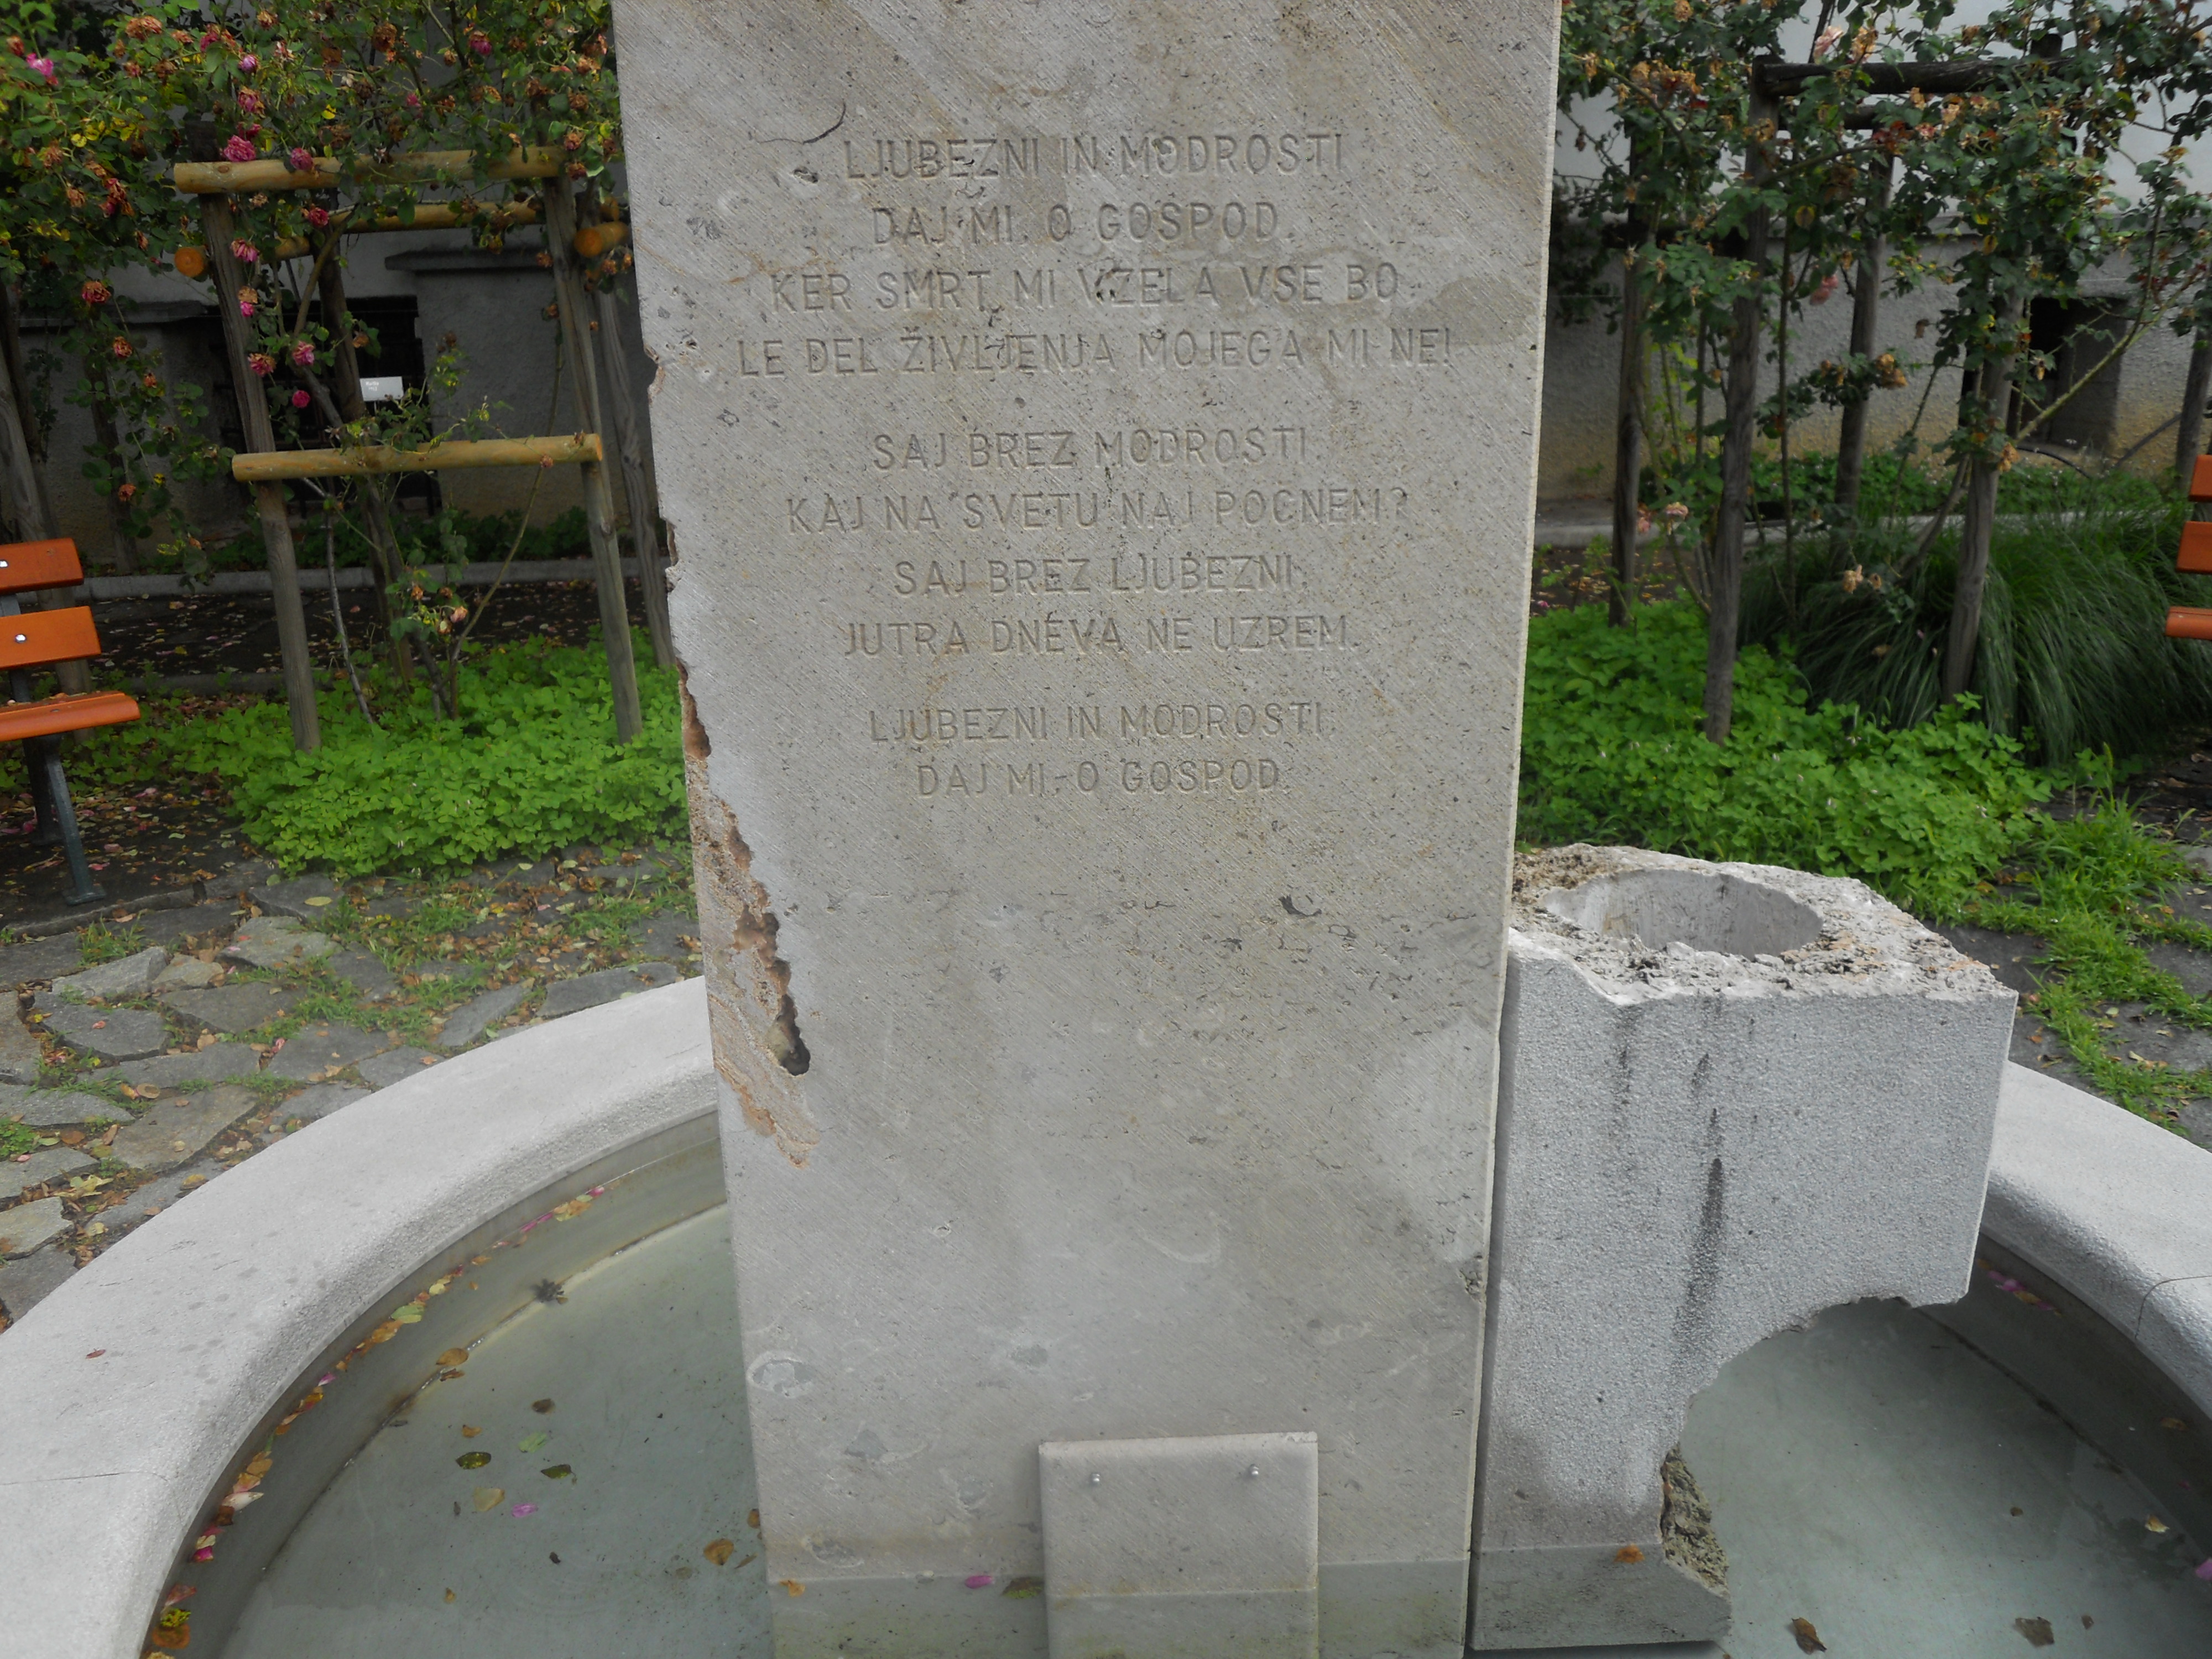 LJUBEZNI IN MODROSTI
DAJ MI, O GOSPOD,
KER SMRT MI VZELA VSE BO,
LE DEL ŽIVLJENJA MOJEGA MI NE!
SAJ BREZ MODROSTI
KAJ NA SVETU NAJ POČNEM?
SAJ BREZ LJUBEZNI
JUTRA DNEVA NE UZREM.
LJUBEZNI IN MODROSTI
DAJ MI, O GOSPOD.